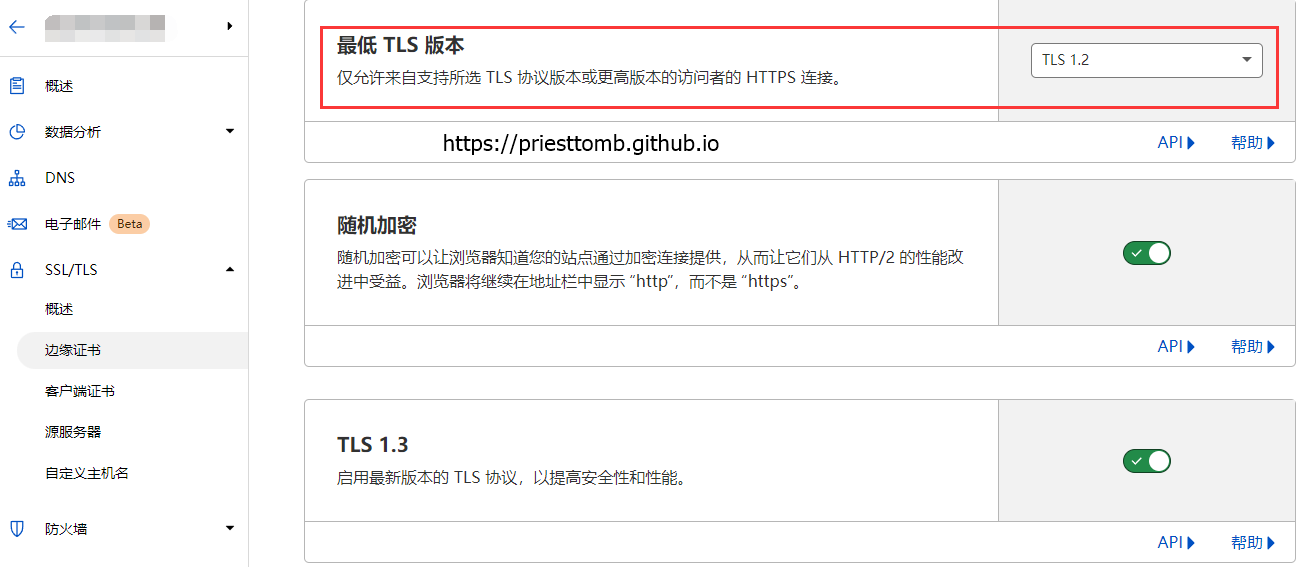 概述
数据分析
DNS
电子邮件 Beta
SSL/TLS
概述
边缘证书
客户端证书
源服务器
自定义主机名
防火墙
最低 TLS 版本
仅允许来自支持所选 TLS 协议版本或更高版本的访问者的 HTTPS 连接。
TLS 1.2
https://priesttomb.github.io
API 帮助
随机加密
随机加密可以让浏览器知道您的站点通过加密连接提供，从而让它们从 HTTP/2 的性能改
进中受益。浏览器将继续在地址栏中显示 “http”，而不是 “https”。
API 帮助
TLS 1.3
启用最新版本的 TLS 协议，以提高安全性和性能。
API 帮助